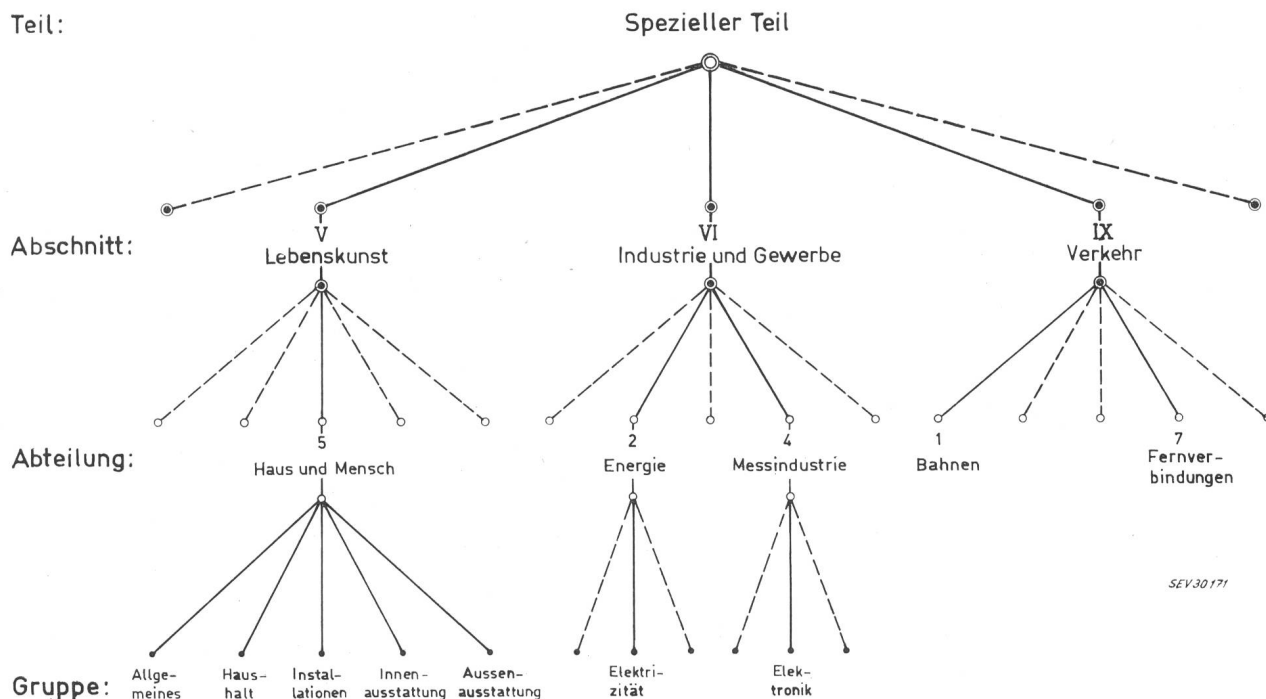 Teil:
Spezieller Teil
Abschnitt:
V
Lebenskunst
VI
Industrie und Gewerbe
IX
Verkehr
Abteilung:
5
Haus und Mensch
2
Energie
4
Messindustrie
1
Bahnen
7
Fernver-
bindungen
SEV30171
Gruppe:
Allge-
meines
Haus-
halt
Instal-
lationen
Innen-
ausstattung
Aussen-
ausstattung
Elektri-
zität
Elek-
tronik